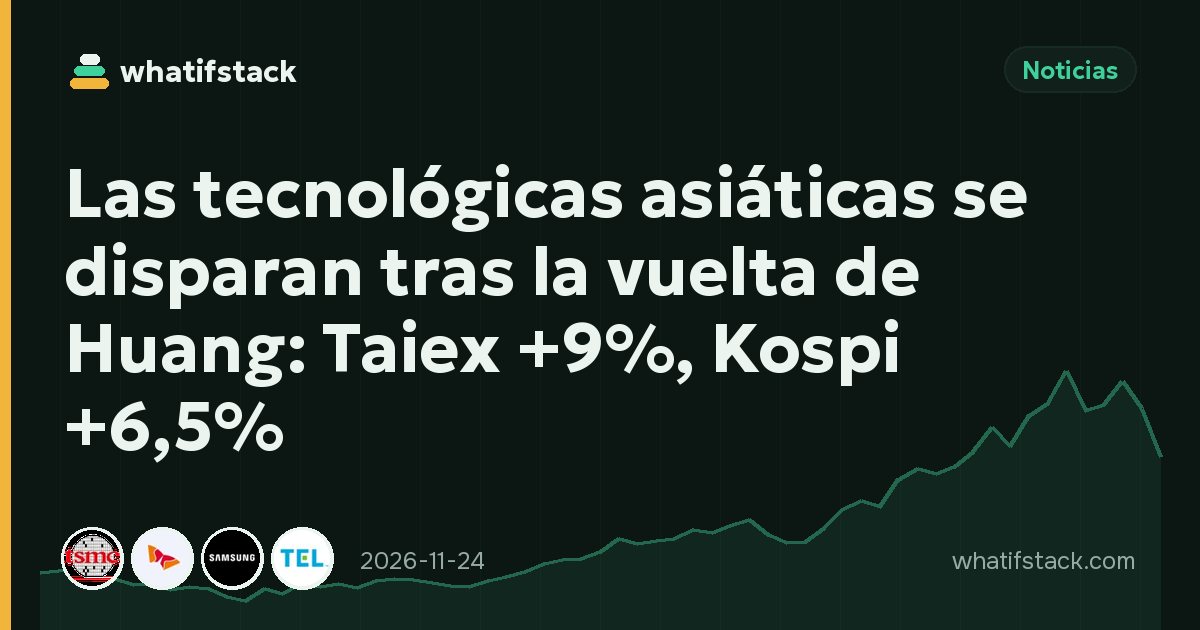 whatifstack
Noticias
Las tecnológicas asiáticas se
disparan tras la vuelta de
Huang: Taiex +9%, Kospi
+6,5%
tsmc
SAMSUNG
TEL
2026-11-24
whatifstack.com